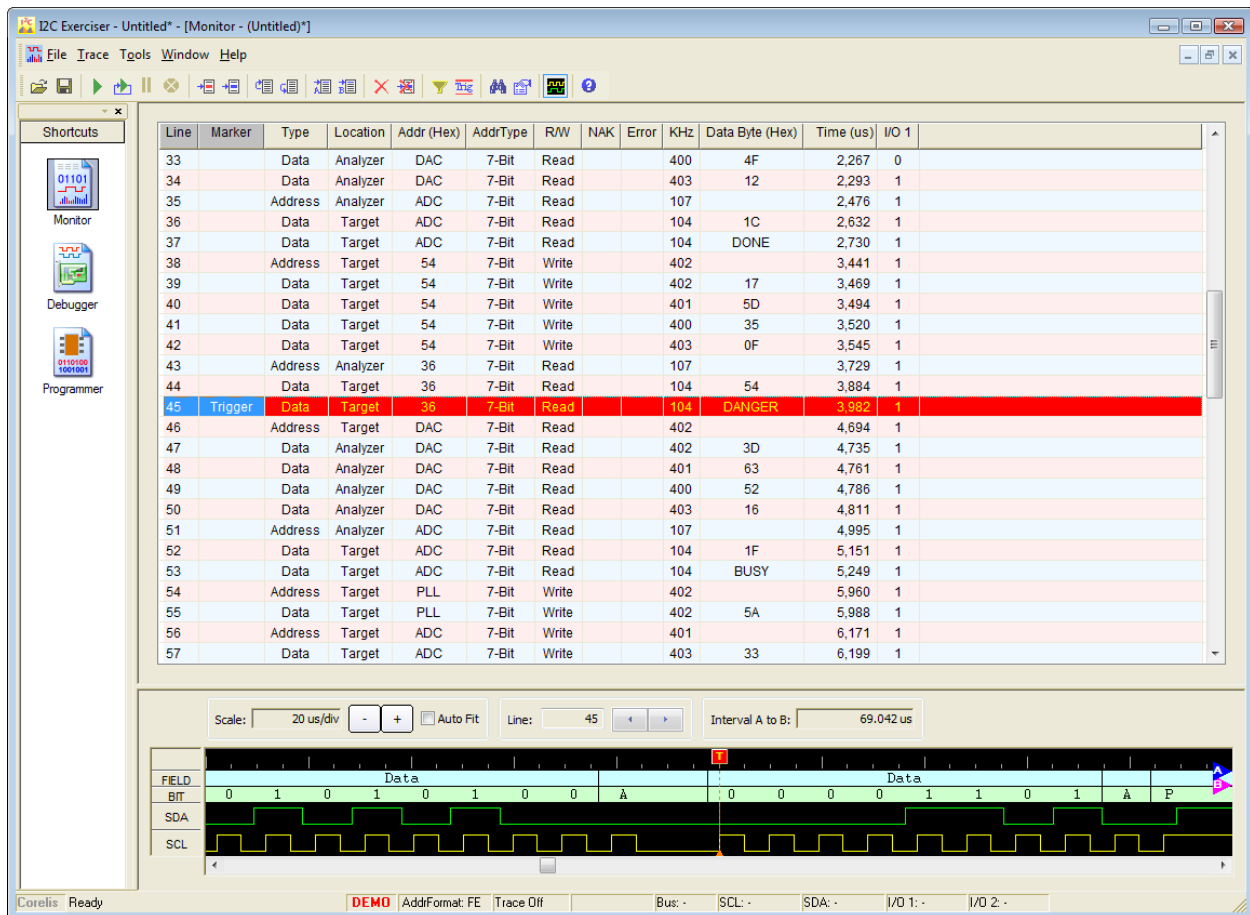 I2C Exerciser - Untitled* - [Monitor - (Untitled)*]
File Trace Tools Window Help
Shortcuts
Monitor
Debugger
Programmer
Line Marker Type Location Addr (Hex) AddrType R/W NAK Error KHz Data Byte (Hex) Time (us) I/O 1
33 Data Analyzer DAC 7-Bit Read 400 4F 2,267 0
34 Data Analyzer DAC 7-Bit Read 403 12 2,293 1
35 Address Analyzer ADC 7-Bit Read 107 2,476 1
36 Data Target ADC 7-Bit Read 104 1C 2,632 1
37 Data Target ADC 7-Bit Read 104 DONE 2,730 1
38 Address Target 54 7-Bit Write 402 3,441 1
39 Data Target 54 7-Bit Write 402 17 3,469 1
40 Data Target 54 7-Bit Write 401 5D 3,494 1
41 Data Target 54 7-Bit Write 400 35 3,520 1
42 Data Target 54 7-Bit Write 403 0F 3,545 1
43 Address Analyzer 36 7-Bit Read 107 3,729 1
44 Data Target 36 7-Bit Read 104 54 3,884 1
45 Trigger Data Target 36 7-Bit Read 104 DANGER 3,982 1
46 Address Target DAC 7-Bit Read 402 4,694 1
47 Data Analyzer DAC 7-Bit Read 402 3D 4,735 1
48 Data Analyzer DAC 7-Bit Read 401 63 4,761 1
49 Data Analyzer DAC 7-Bit Read 400 52 4,786 1
50 Data Analyzer DAC 7-Bit Read 403 16 4,811 1
51 Address Analyzer ADC 7-Bit Read 107 4,995 1
52 Data Target ADC 7-Bit Read 104 1F 5,151 1
53 Data Target ADC 7-Bit Read 104 BUSY 5,249 1
54 Address Target PLL 7-Bit Write 402 5,960 1
55 Data Target PLL 7-Bit Write 402 5A 5,988 1
56 Address Target ADC 7-Bit Write 401 6,171 1
57 Data Target ADC 7-Bit Write 403 33 6,199 1
Scale: 20 us/div - + Auto Fit Line: 45 Interval A to B: 69.042 us
T
FIELD Data Data A
BIT 0 1 0 1 0 1 0 0 A 0 0 0 0 1 1 0 1 A P B
SDA
SCL
Corelis Ready DEMO AddrFormat: FE Trace Off Bus: - SCL: - SDA: - I/O 1: - I/O 2: -